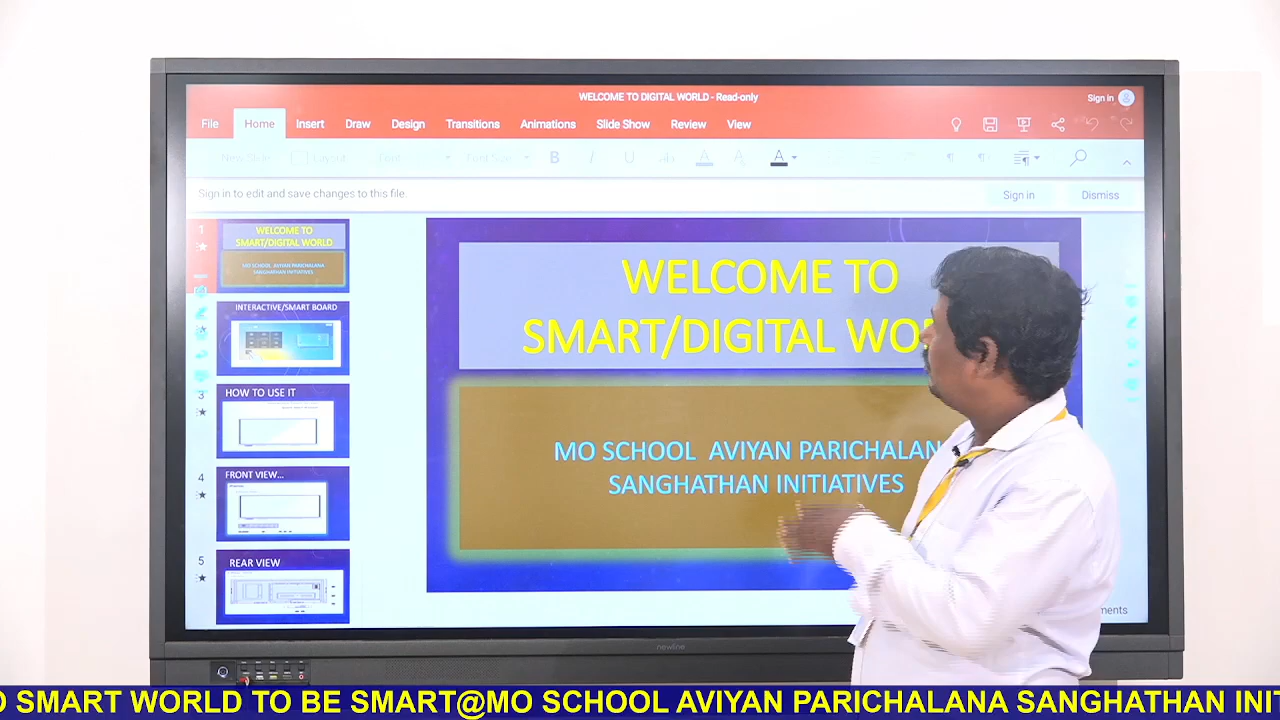 WELCOME TO DIGITAL WORLD - Read-only
Sign in
File Home Insert Draw Design Transitions Animations Slide Show Review View
Sign in to edit and save changes to this file.
Sign in Dismiss
1
WELCOME TO
SMART/DIGITAL WORLD
MO SCHOOL AVIYAN PARICHALANA
SANGHATHAN INITIATIVES
INTERACTIVE/SMART BOARD
3
HOW TO USE IT
4
FRONT VIEW...
5
REAR VIEW
WELCOME TO
SMART/DIGITAL WO
MO SCHOOL AVIYAN PARICHALAN
SANGHATHAN INITIATIVES
newline
O SMART WORLD TO BE SMART@MO SCHOOL AVIYAN PARICHALANA SANGHATHAN INIT